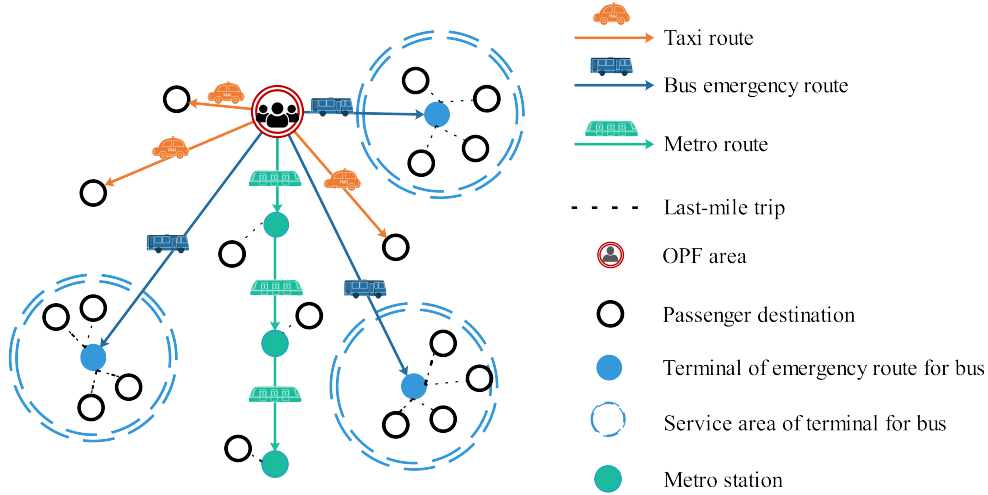 Taxi route
Bus emergency route
Metro route
Last-mile trip
OPF area
Passenger destination
Terminal of emergency route for bus
Service area of terminal for bus
Metro station